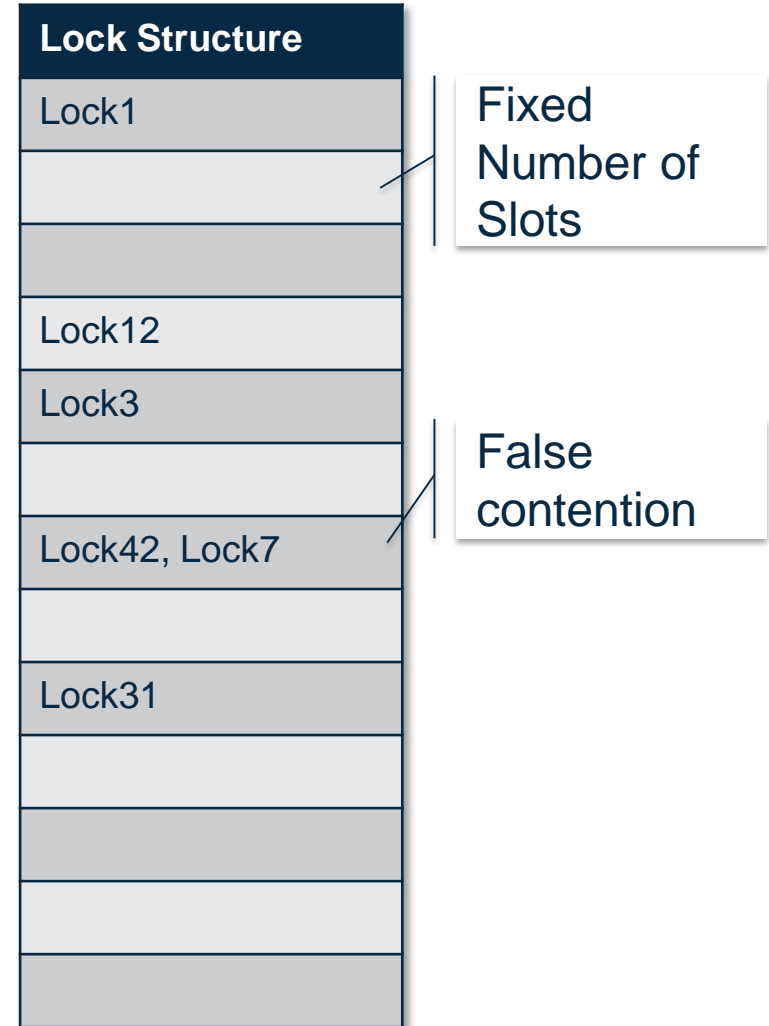 Lock Structure
Lock1
Fixed
Number of
Slots
Lock12
Lock3
False
contention
Lock42, Lock7
Lock31